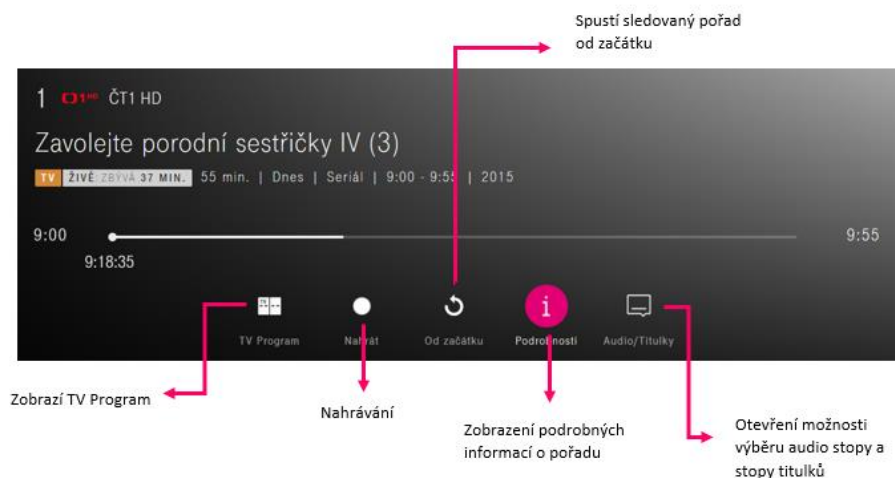 Spustí sledovaný pořad
od začátku
1 1HD ČT1 HD
Zavolejte porodní sestřičky IV (3)
TV ŽIVĚ ZBÝVÁ 37 MIN. 55 min. | Dnes | Seriál | 9:00 - 9:55 | 2015
9:00 9:55
9:18:35
TV Program Nahrát Od začátku Podrobnosti Audio/Titulky
Zobrazí TV Program
Nahrávání
Zobrazení podrobných
informací o pořadu
Otevření možnosti
výběru audio stopy a
stopy titulků